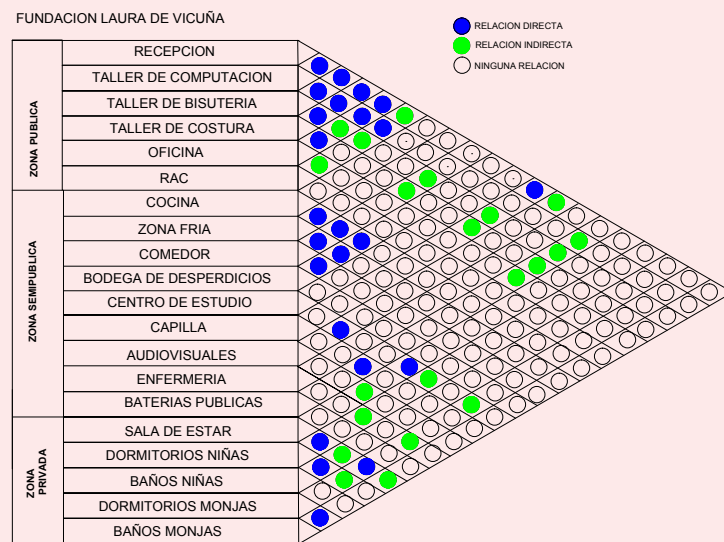 FUNDACION LAURA DE VICUÑA
RELACION DIRECTA
RELACION INDIRECTA
NINGUNA RELACION
ZONA PUBLICA
RECEPCION
TALLER DE COMPUTACION
TALLER DE BISUTERIA
TALLER DE COSTURA
OFICINA
RAC
ZONA SEMIPUBLICA
COCINA
ZONA FRIA
COMEDOR
BODEGA DE DESPERDICIOS
CENTRO DE ESTUDIO
CAPILLA
AUDIOVISUALES
ENFERMERIA
BATERIAS PUBLICAS
ZONA
PRIVADA
SALA DE ESTAR
DORMITORIOS NIÑAS
BAÑOS NIÑAS
DORMITORIOS MONJAS
BAÑOS MONJAS